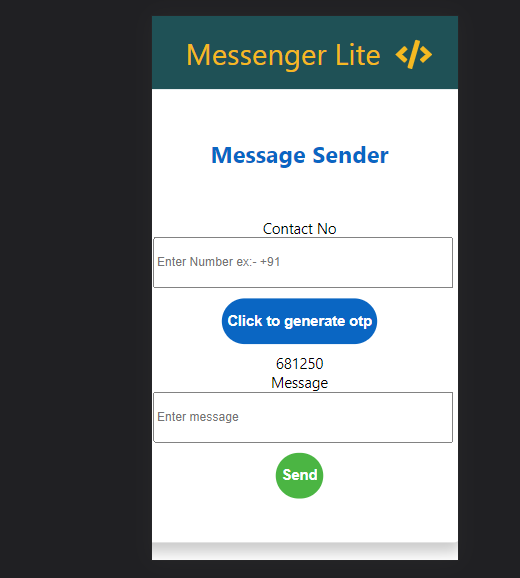 Messenger Lite </>
Message Sender
Contact No
Enter Number ex:- +91
Click to generate otp
681250
Message
Enter message
Send